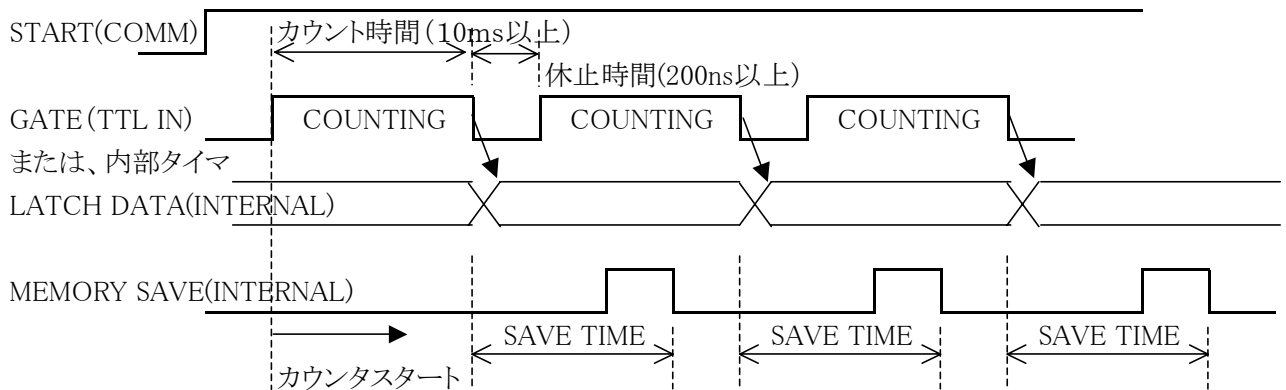 START(COMM)
カウント時間(10ms以上)
休止時間(200ns以上)
GATE(TTL IN)
COUNTING
COUNTING
COUNTING
または、内部タイマ
LATCH DATA(INTERNAL)
MEMORY SAVE(INTERNAL)
SAVE TIME
SAVE TIME
SAVE TIME
カウンタスタート